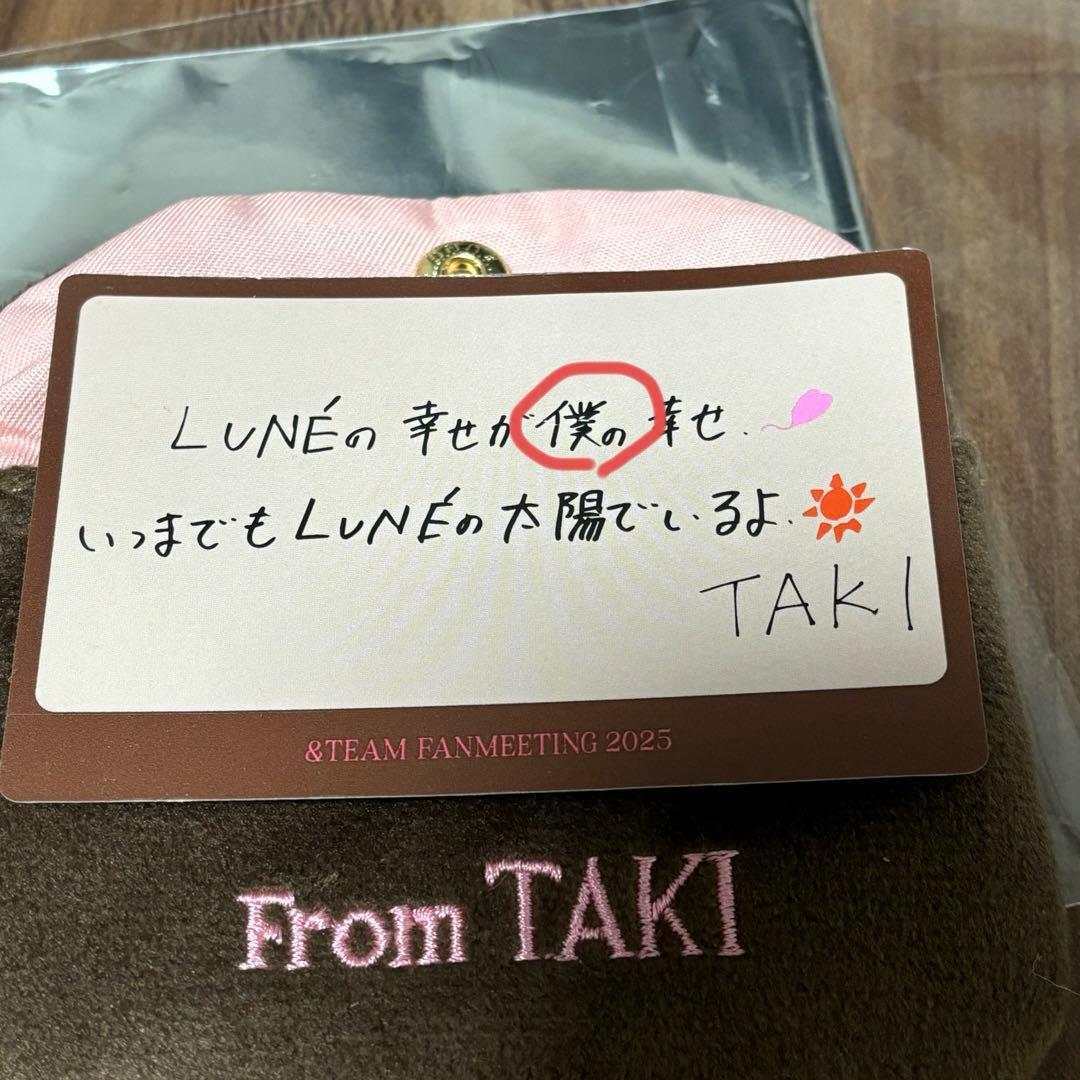 LUNÉの幸せが僕の幸せ.
いつまでもLUNÉの太陽でいるよ.
TAKI
&TEAM FANMEETING 2025
From TAKI